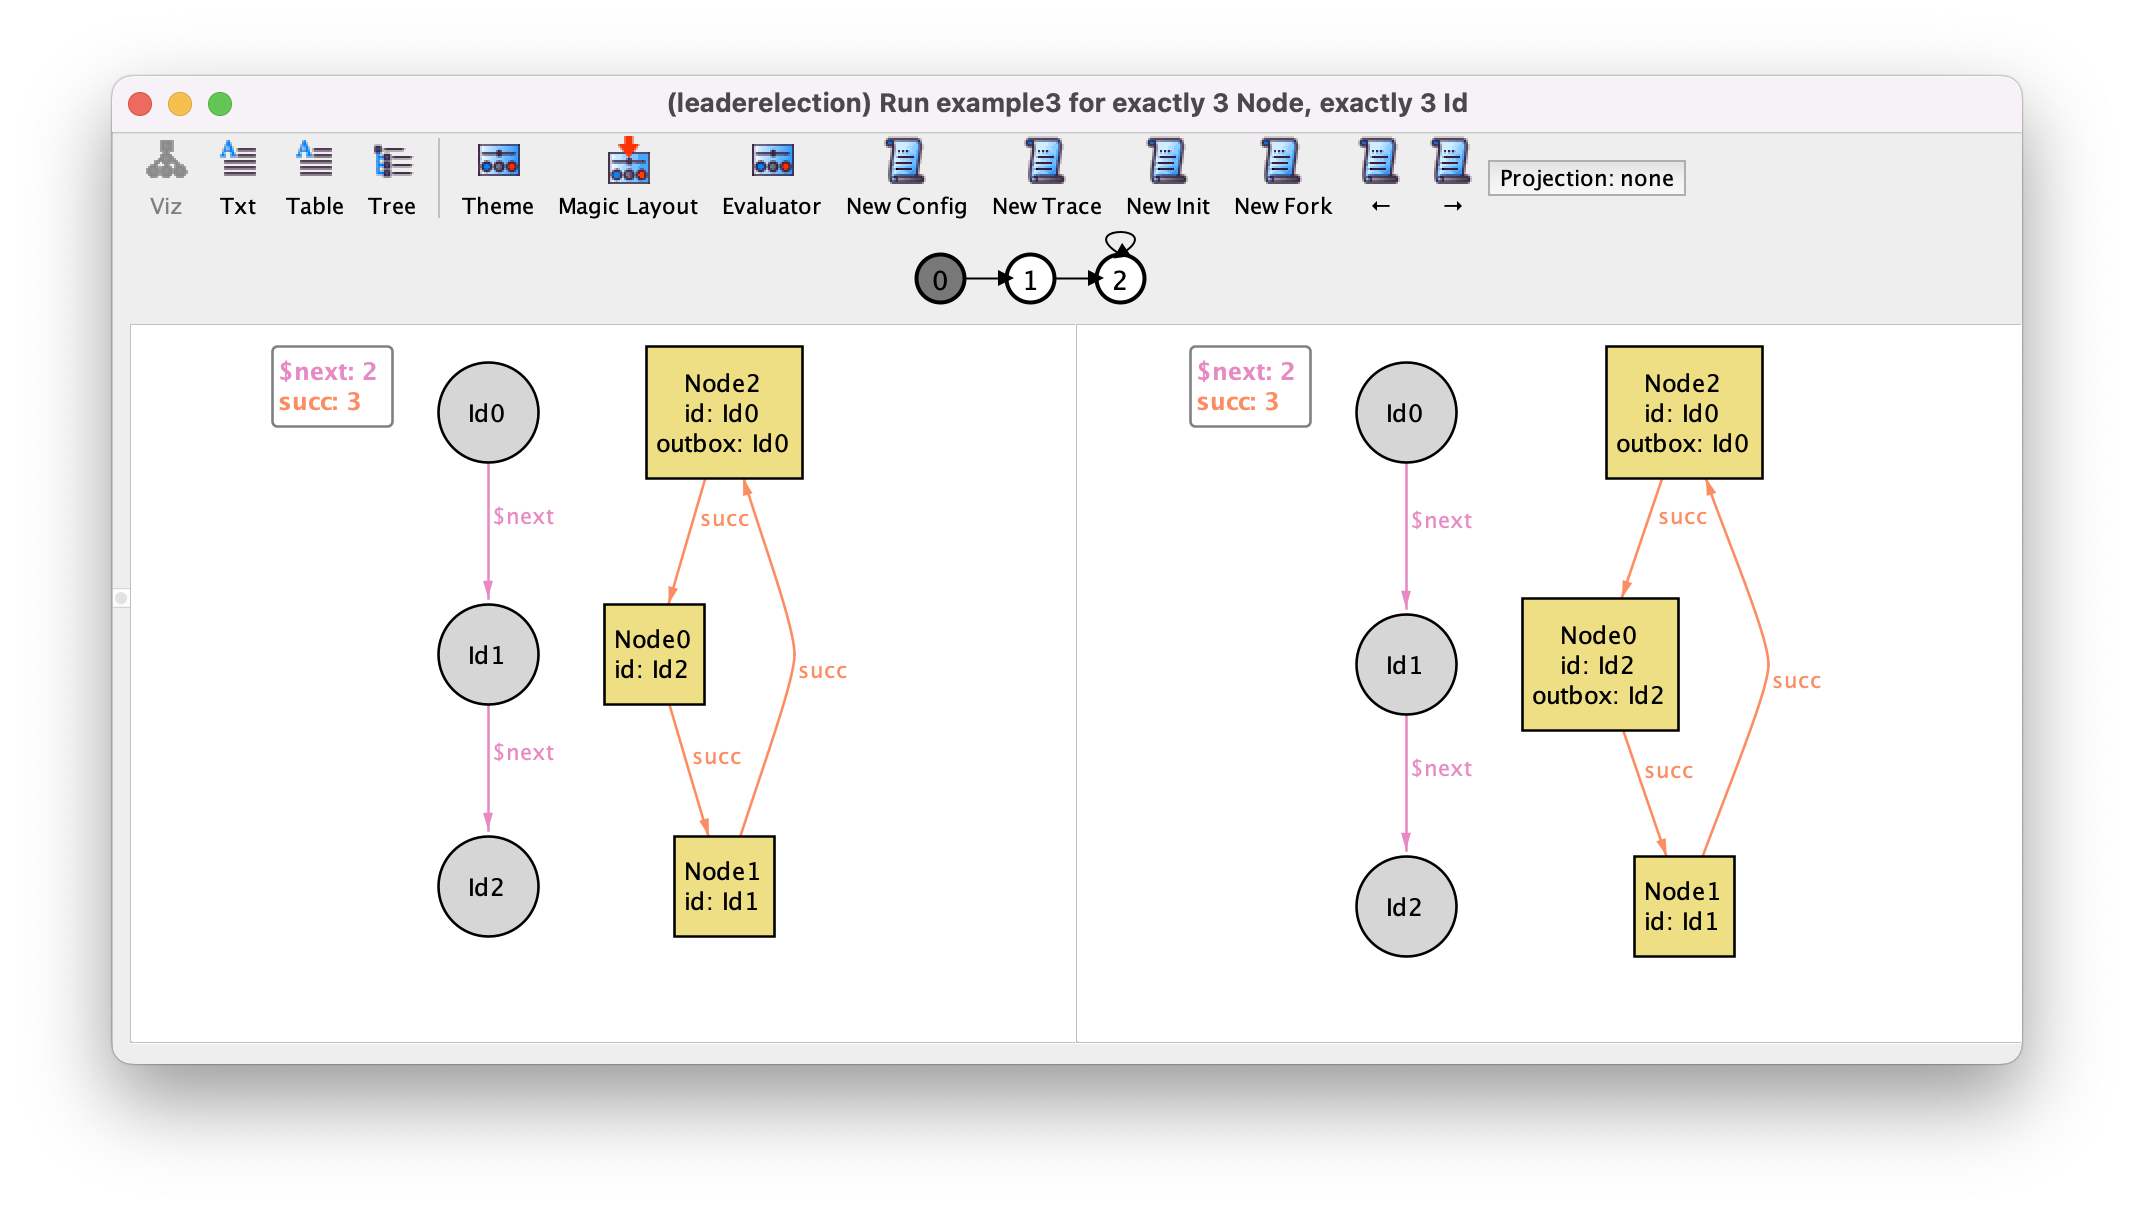 (leaderelection) Run example3 for exactly 3 Node, exactly 3 Id
Viz Txt Table Tree Theme Magic Layout Evaluator New Config New Trace New Init New Fork ← → Projection: none
0 1 2
$next: 2
succ: 3
Id0
Node2
id: Id0
outbox: Id0
$next
succ
Id1
Node0
id: Id2
succ
$next
succ
Id2
Node1
id: Id1
$next: 2
succ: 3
Id0
Node2
id: Id0
outbox: Id0
$next
succ
Id1
Node0
id: Id2
outbox: Id2
succ
$next
succ
Id2
Node1
id: Id1